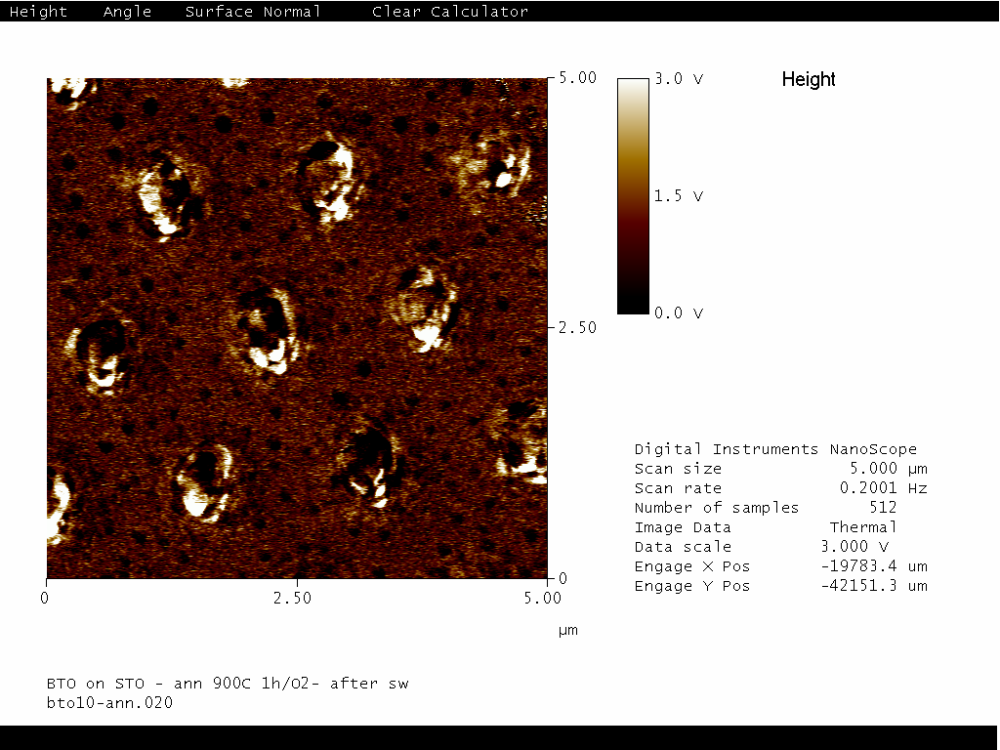 Height Angle Surface Normal Clear Calculator
5.00
3.0 V
Height
1.5 V
0.0 V
2.50
Digital Instruments NanoScope
Scan size 5.000 µm
Scan rate 0.2001 Hz
Number of samples 512
Image Data Thermal
Data scale 3.000 V
Engage X Pos -19783.4 um
Engage Y Pos -42151.3 um
0
0 2.50 5.00
µm
BTO on STO - ann 900C 1h/O2- after sw
bto10-ann.020